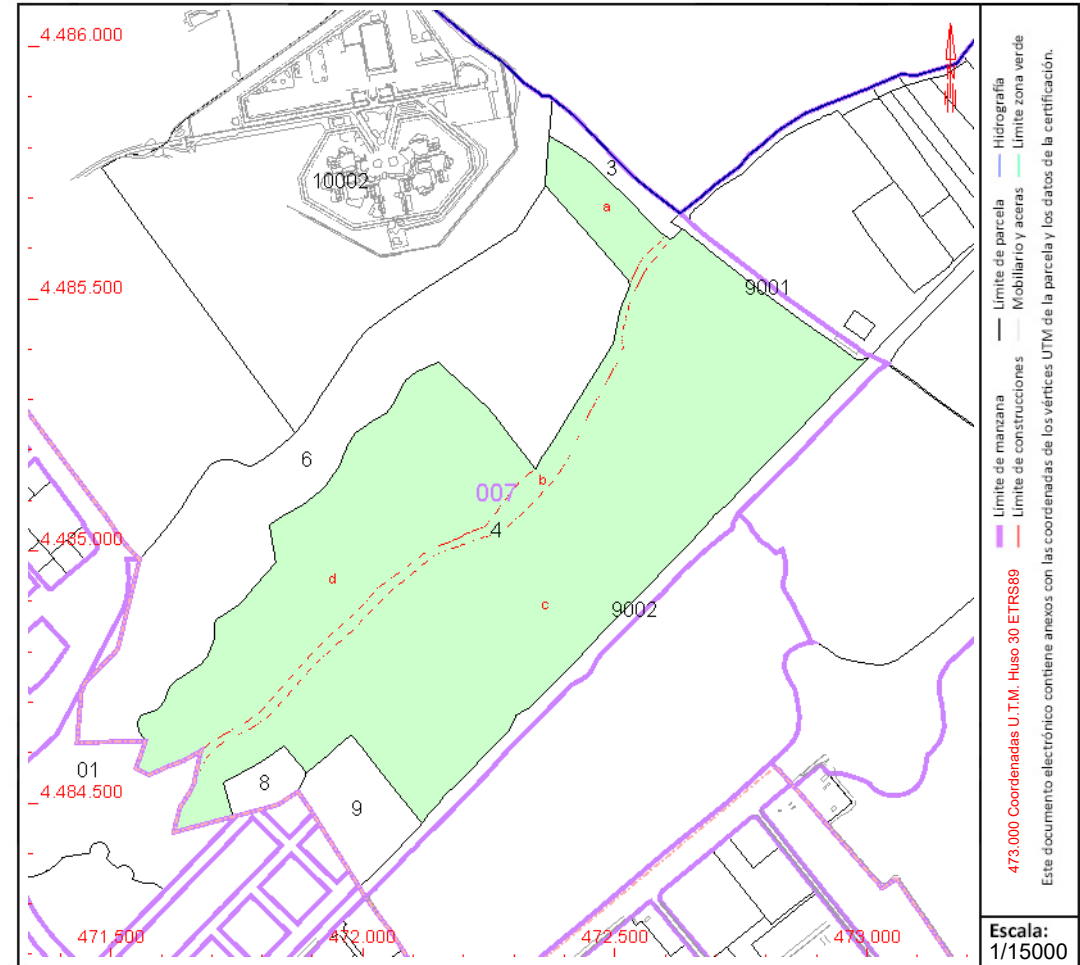 4.486.000
10002
3
a
4.485.500
9001
6
007
b
4
4.485.000
d
c
9002
01
4.484.500
8
9
471.500
472.000
472.500
473.000
N
Límite de manzana
Límite de parcela
Hidrografía
Límite de construcciones
Mobiliario y aceras
Límite zona verde
473.000 Coordenadas U.T.M. Huso 30 ETRS89
Este documento electrónico contiene anexos con las coordenadas de los vértices UTM de la parcela y los datos de la certificación.
Escala:
1/15000